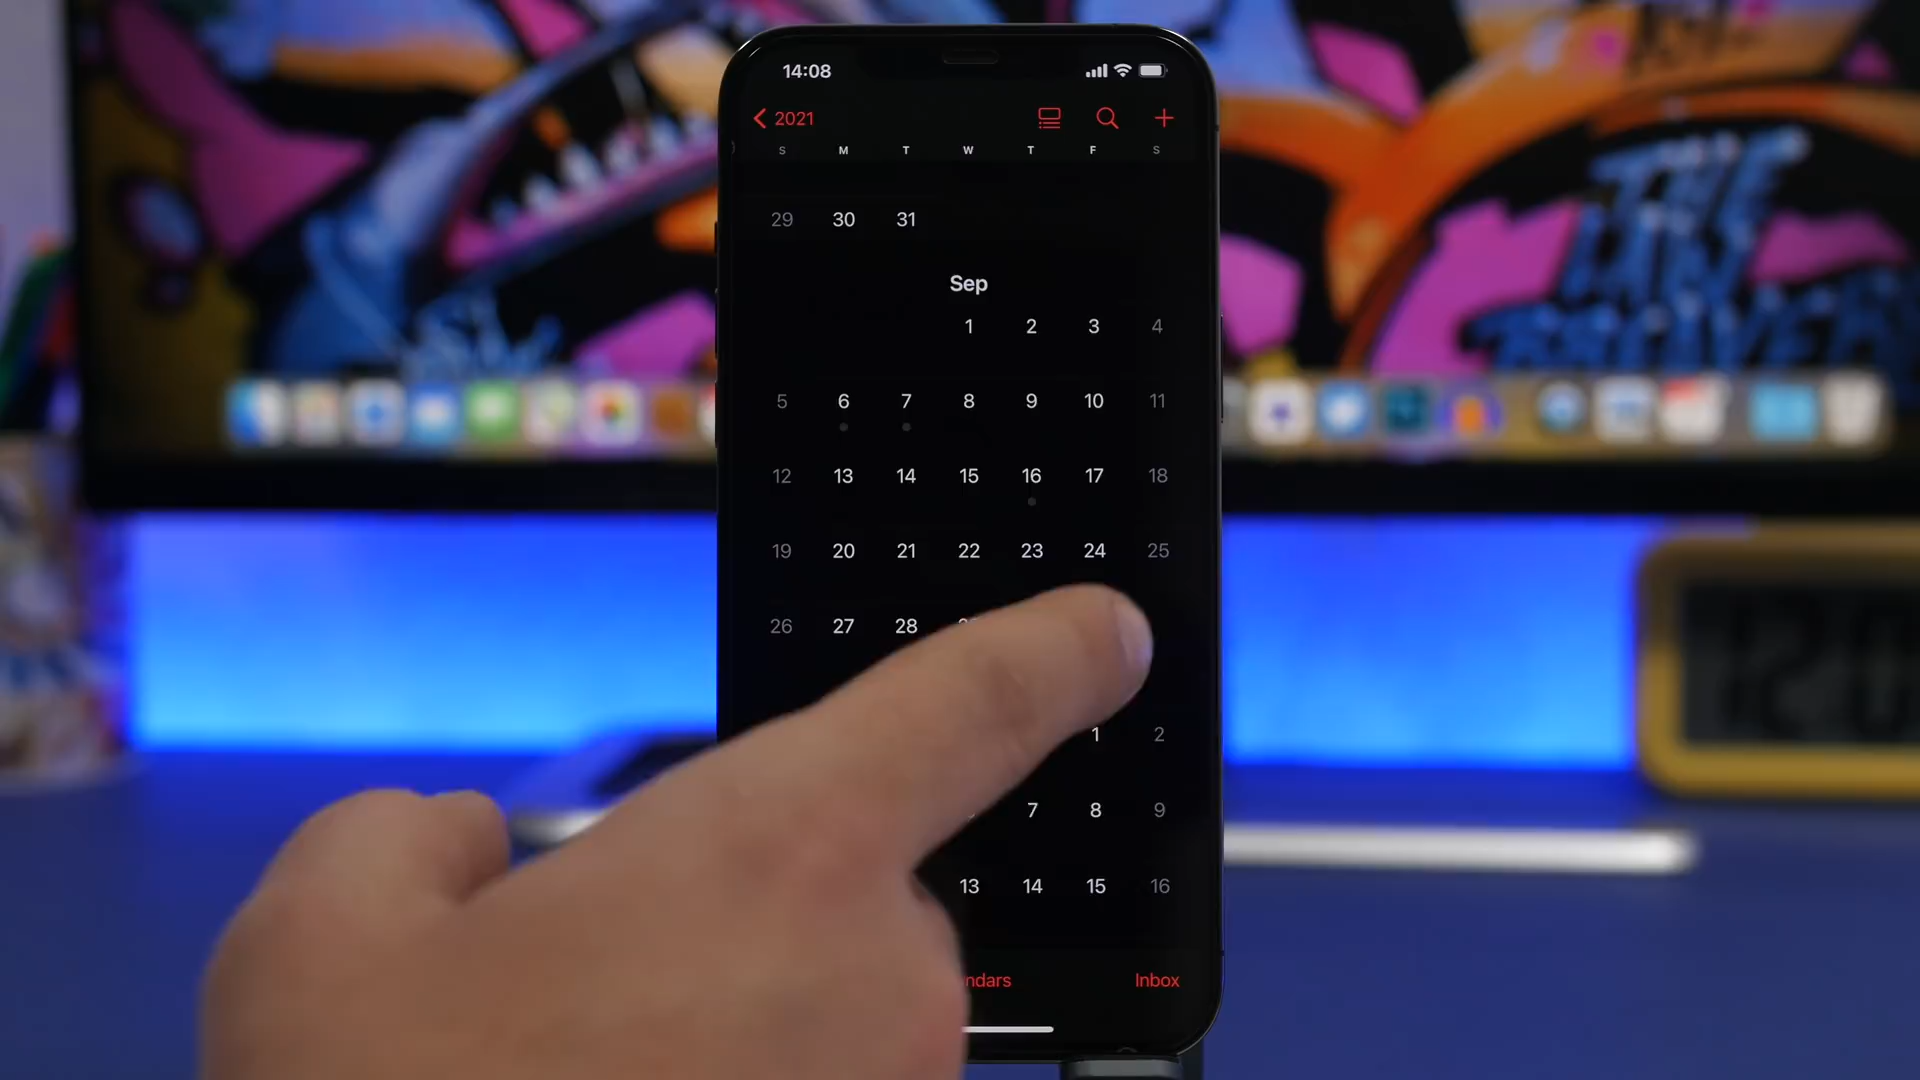 14:08
2021
S M T W T F S
29 30 31
Sep
1 2 3 4
5 6 7 8 9 10 11
12 13 14 15 16 17 18
19 20 21 22 23 24 25
26 27 28
1 2
7 8 9
13 14 15 16
ndars Inbox
THE